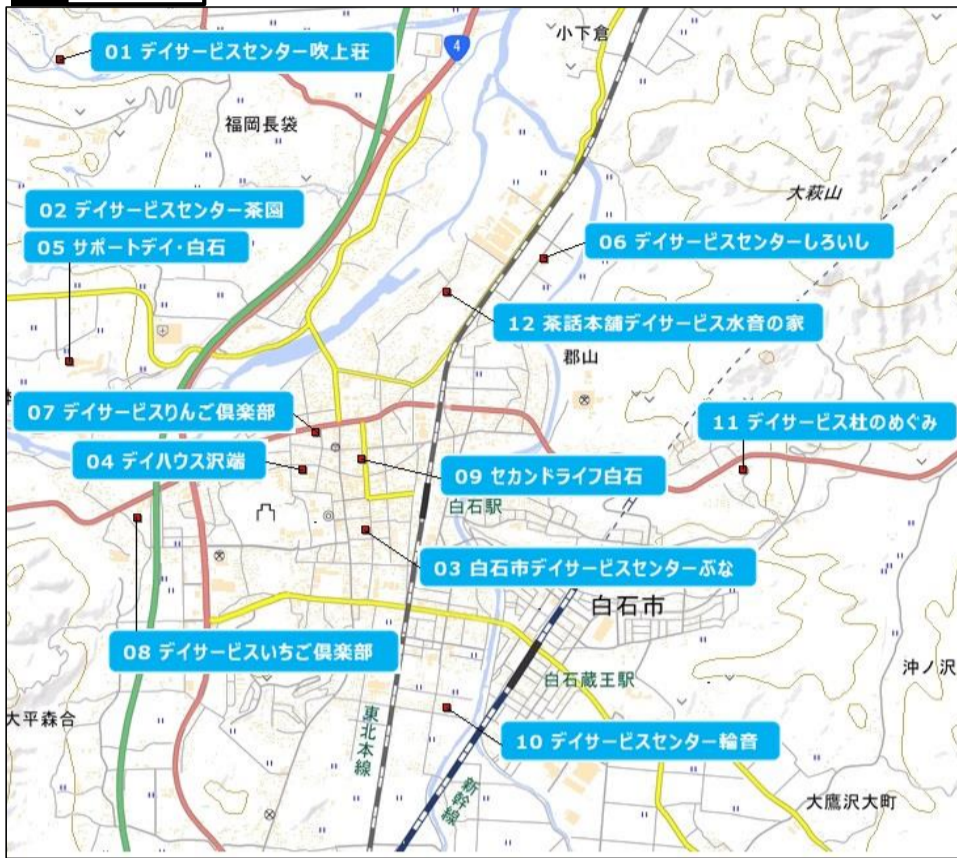 01 デイサービスセンター吹上荘
4
小下倉
福岡長袋
大萩山
02 デイサービスセンター茶園
05 サポートデイ・白石
06 デイサービスセンターしろいし
12 茶話本舗デイサービス水音の家
郡山
07 デイサービスりんご倶楽部
11 デイサービス杜のめぐみ
04 デイハウス沢端
09 セカンドライフ白石
白石駅
03 白石市デイサービスセンターぶな
白石市
08 デイサービスいちご倶楽部
白石蔵王駅
沖ノ沢
大平森合
東北本線
10 デイサービスセンター輪音
新幹線
大鷹沢大町